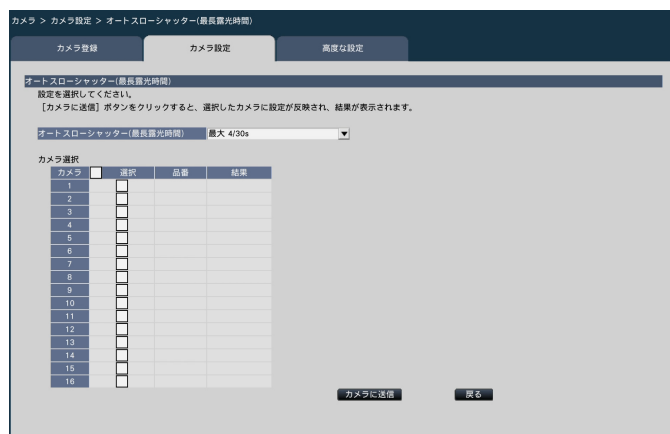 カメラ > カメラ設定 > オートスローシャッター(最長露光時間)
カメラ登録 カメラ設定 高度な設定
オートスローシャッター(最長露光時間)
設定を選択してください。
［カメラに送信］ボタンをクリックすると、選択したカメラに設定が反映され、結果が表示されます。
オートスローシャッター(最長露光時間) 最大 4/30s
カメラ選択
カメラ 選択 品番 結果
1
2
3
4
5
6
7
8
9
10
11
12
13
14
15
16
カメラに送信 戻る